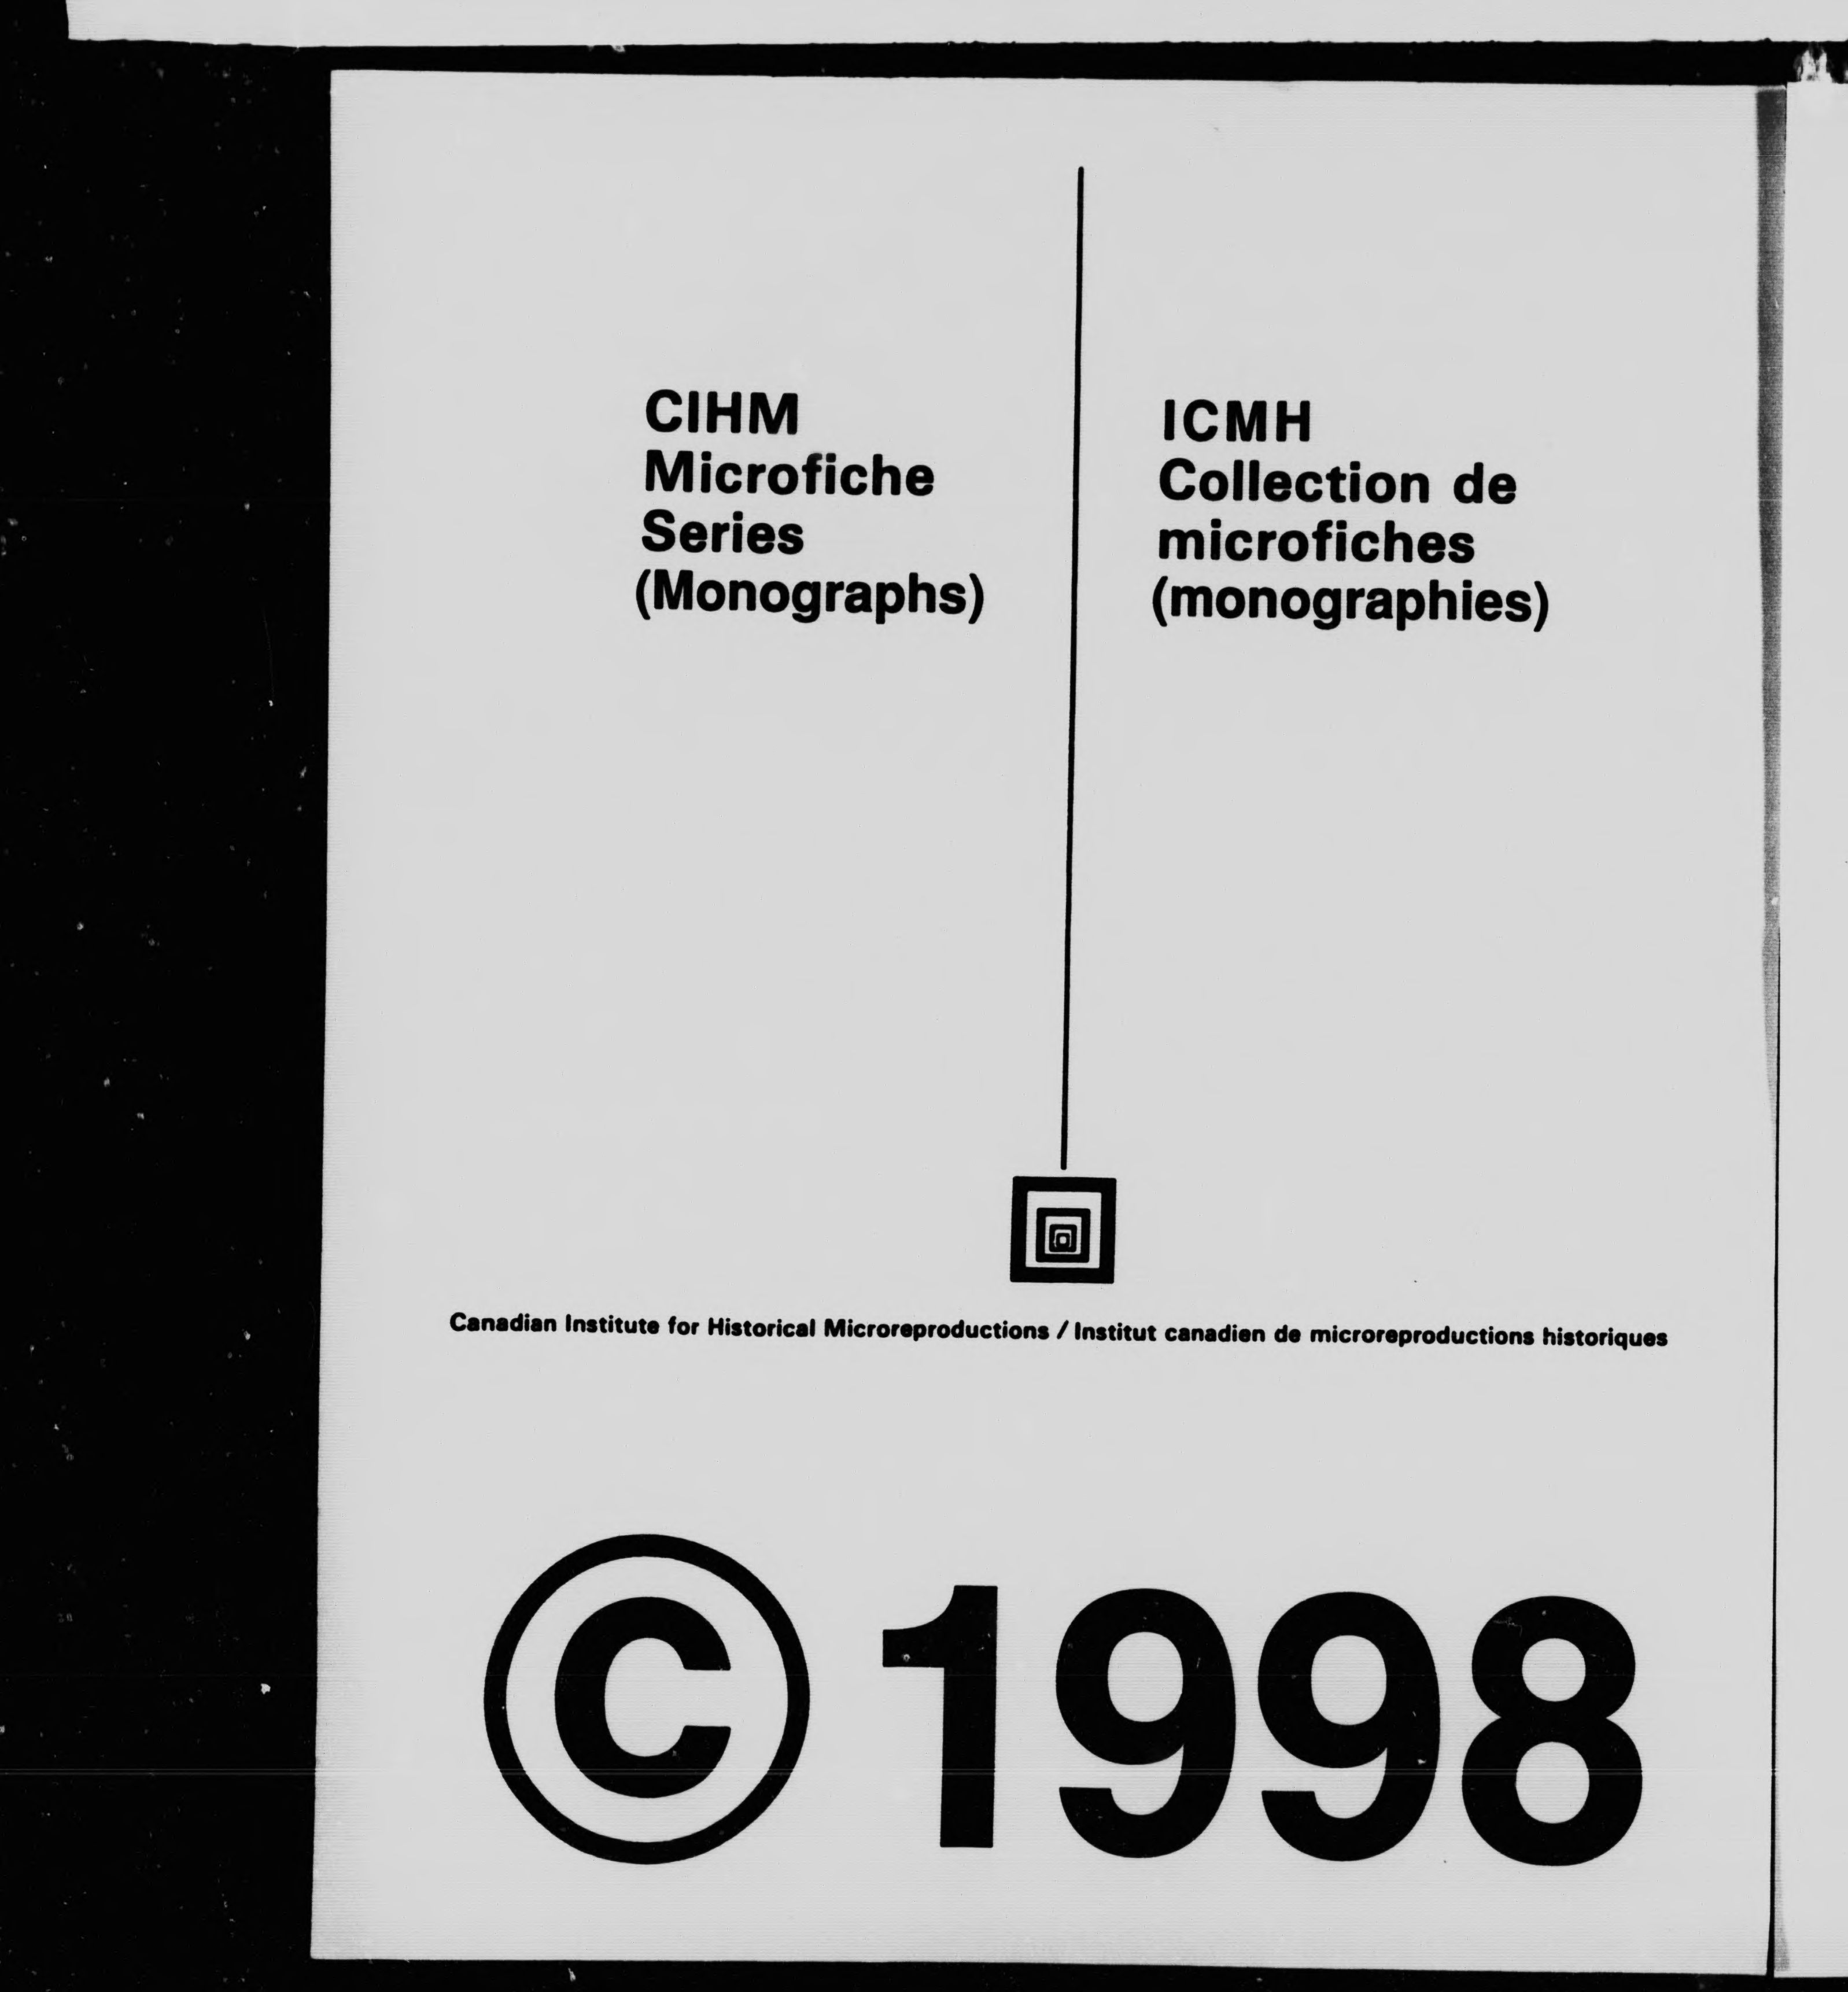 CIHM
Microfiche
Series
(Monographs)
ICMH
Collection de
microfiches
(monographies)
Canadian Institute for Historical Microreproductions / Institut canadien de microreproductions historiques
© 1998